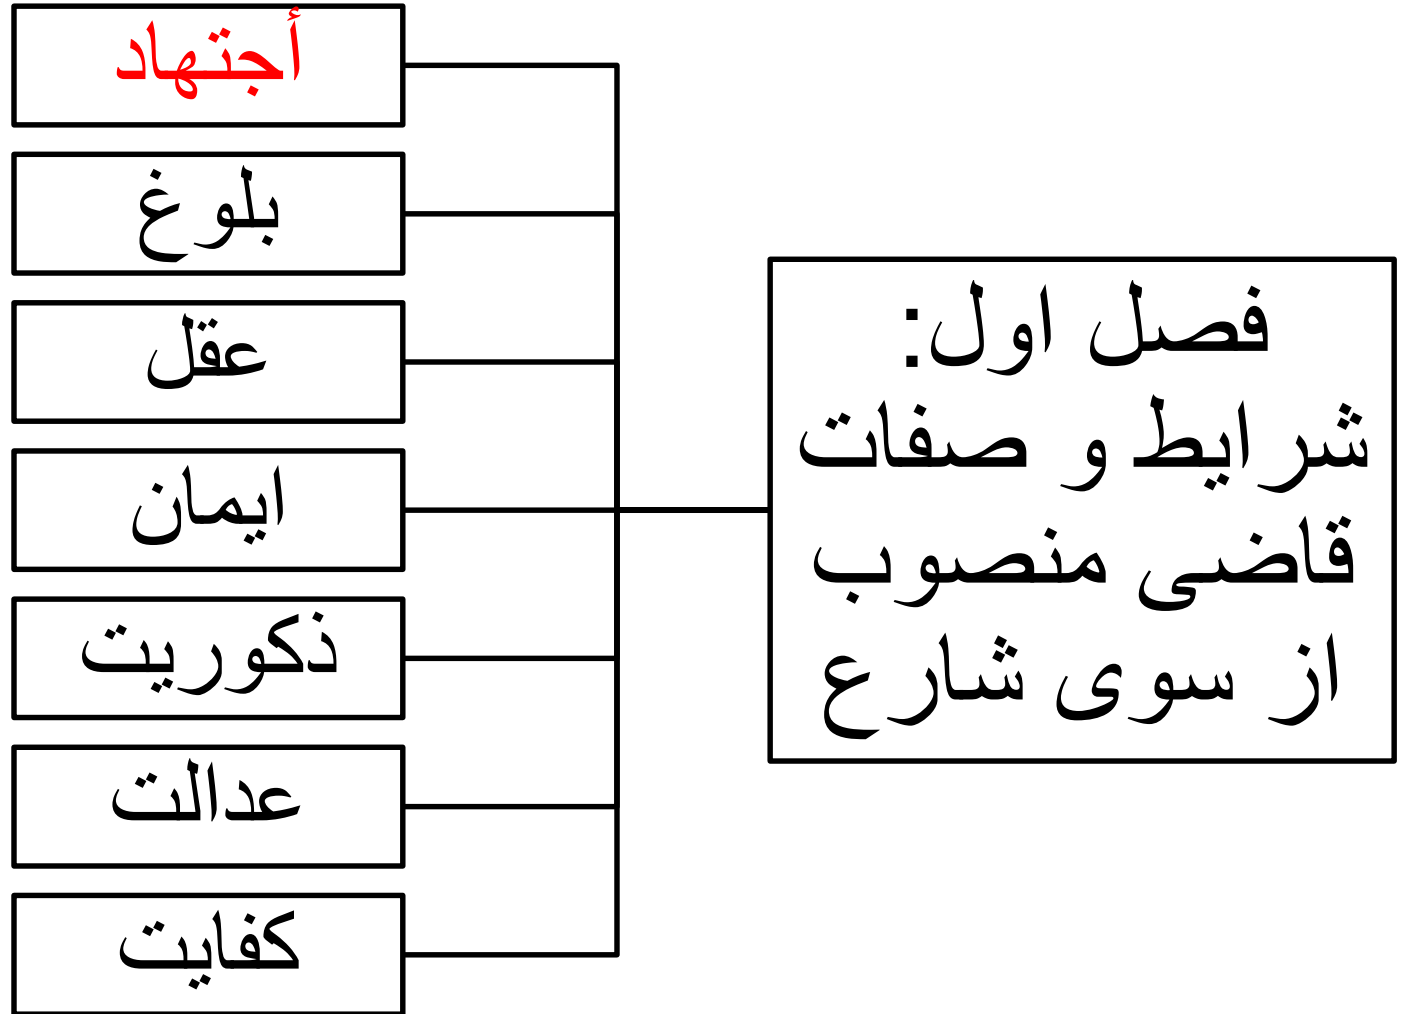 فصل اول:
شرایط و صفات
قاضی منصوب
از سوی شارع
أجتهاد
بلوغ
عقل
ایمان
ذکوریت
عدالت
کفایت